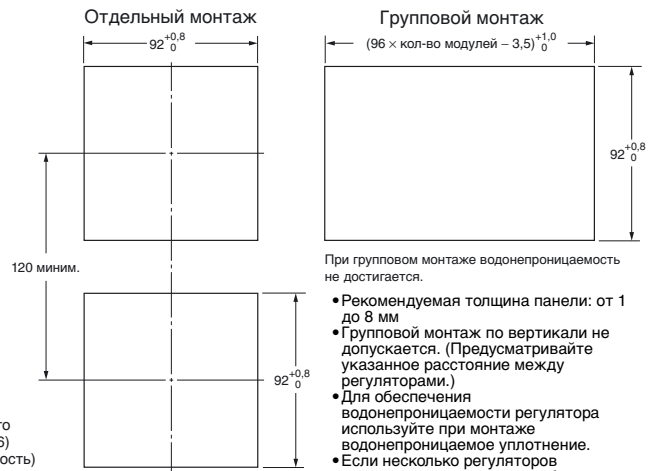 Отдельный монтаж
92 +0,8 0
120 миним.
92 +0,8 0
го
6)
ость)
Групповой монтаж
(96 × кол-во модулей – 3,5) +1,0 0
92 +0,8 0
При групповом монтаже водонепроницаемость
не достигается.
• Рекомендуемая толщина панели: от 1
до 8 мм
• Групповой монтаж по вертикали не
допускается. (Предусматривайте
указанное расстояние между
регуляторами.)
• Для обеспечения
водонепроницаемости регулятора
используйте при монтаже
водонепроницаемое уплотнение.
• Если несколько регуляторов